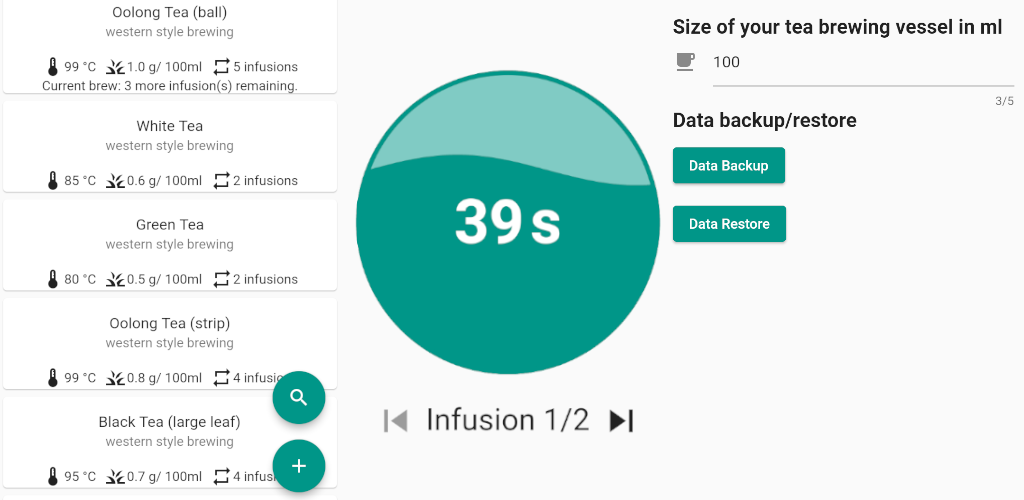 Oolong Tea (ball)
western style brewing
99 °C 1.0 g/ 100ml 5 infusions
Current brew: 3 more infusion(s) remaining.
White Tea
western style brewing
85 °C 0.6 g/ 100ml 2 infusions
Green Tea
western style brewing
80 °C 0.5 g/ 100ml 2 infusions
Oolong Tea (strip)
western style brewing
99 °C 0.8 g/ 100ml 4
Black Tea (large leaf)
western style brewing
95 °C 0.7 g/ 100ml 4
39 s
Infusion 1/2
Size of your tea brewing vessel in ml
100
3/5
Data backup/restore
Data Backup
Data Restore